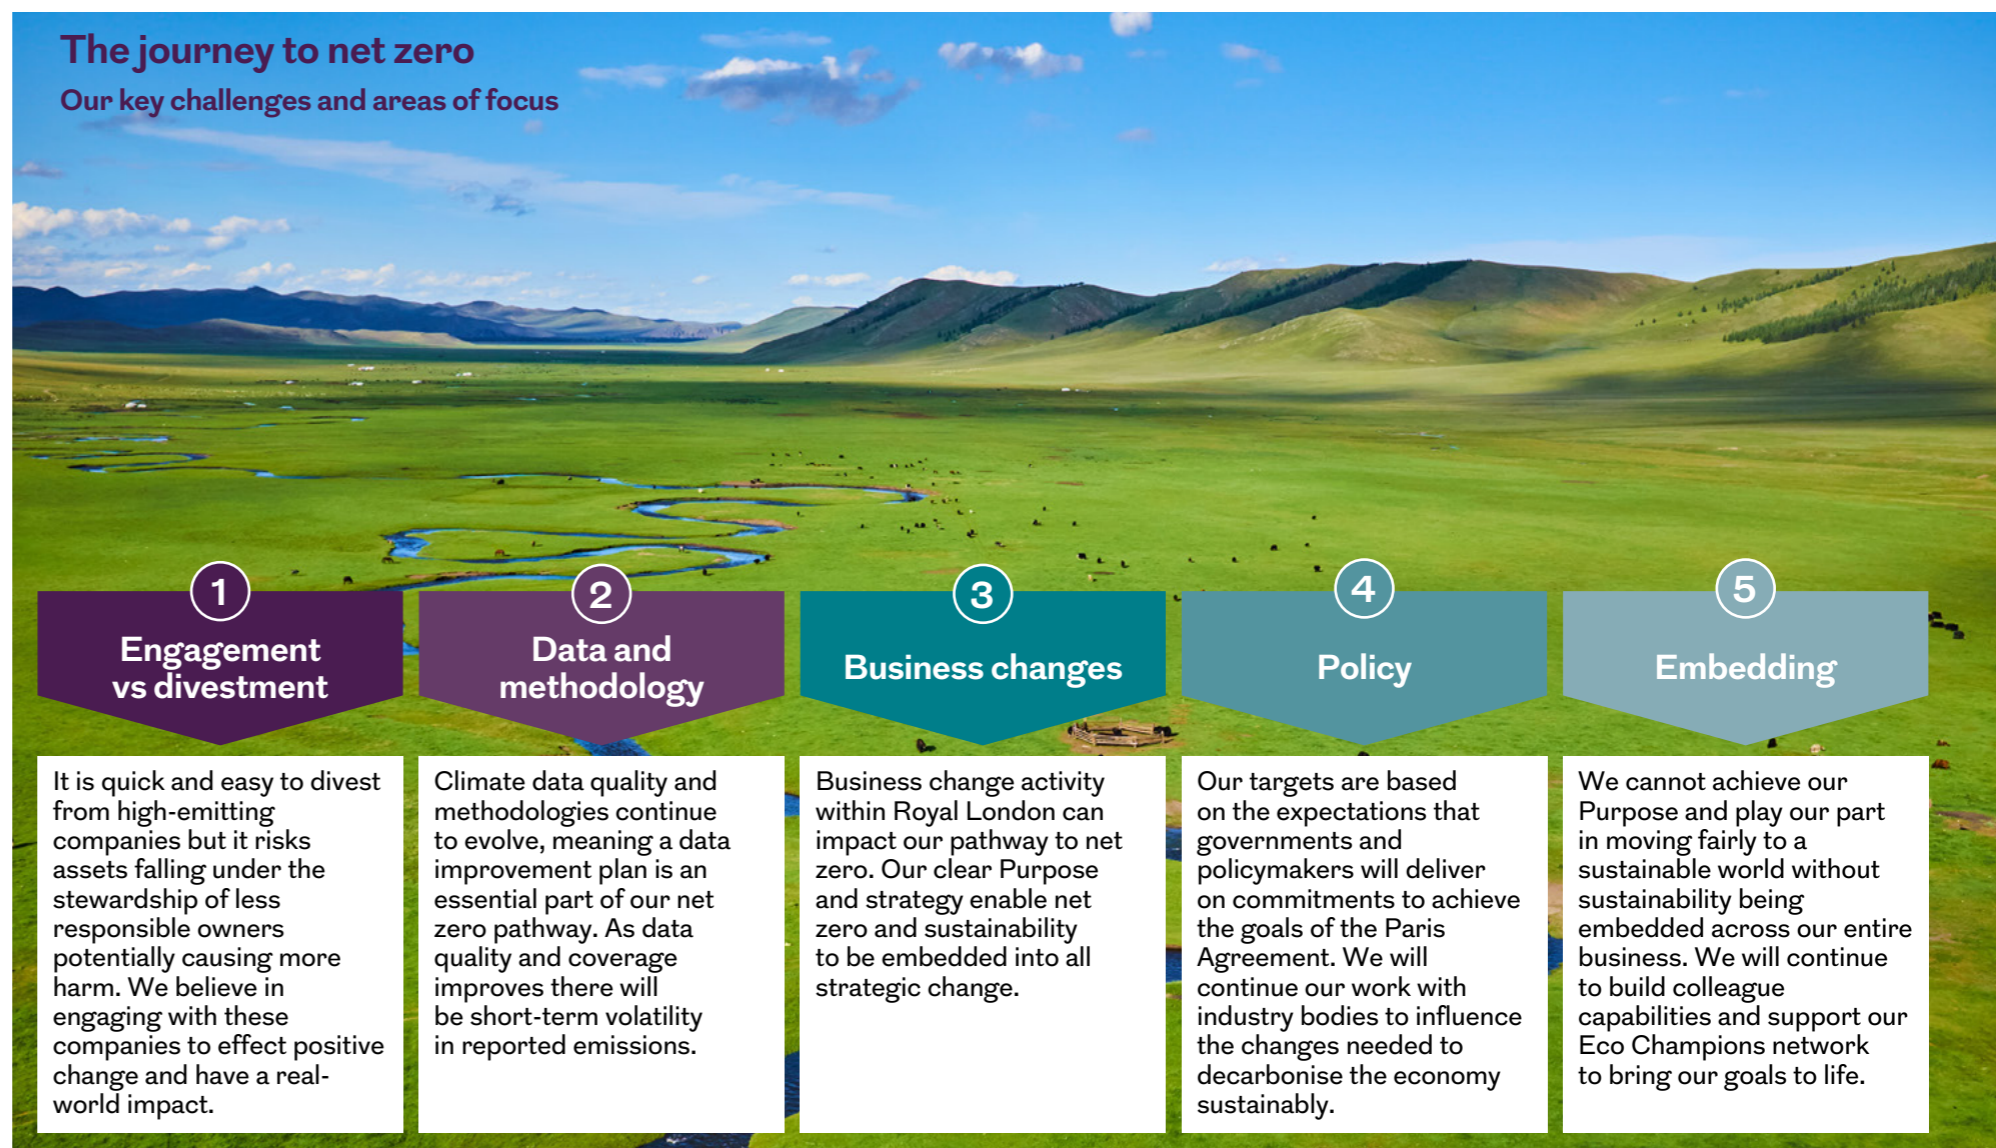 The journey to net zero
Our key challenges and areas of focus
1
Engagement
vs divestment
It is quick and easy to divest
from high-emitting
companies but it risks
assets falling under the
stewardship of less
responsible owners
potentially causing more
harm. We believe in
engaging with these
companies to effect positive
change and have a real-
world impact.
2
Data and
methodology
Climate data quality and
methodologies continue
to evolve, meaning a data
improvement plan is an
essential part of our net
zero pathway. As data
quality and coverage
improves there will
be short-term volatility
in reported emissions.
3
Business changes
Business change activity
within Royal London can
impact our pathway to net
zero. Our clear Purpose
and strategy enable net
zero and sustainability
to be embedded into all
strategic change.
4
Policy
Our targets are based
on the expectations that
governments and
policymakers will deliver
on commitments to achieve
the goals of the Paris
Agreement. We will
continue our work with
industry bodies to influence
the changes needed to
decarbonise the economy
sustainably.
5
Embedding
We cannot achieve our
Purpose and play our part
in moving fairly to a
sustainable world without
sustainability being
embedded across our entire
business. We will continue
to build colleague
capabilities and support our
Eco Champions network
to bring our goals to life.